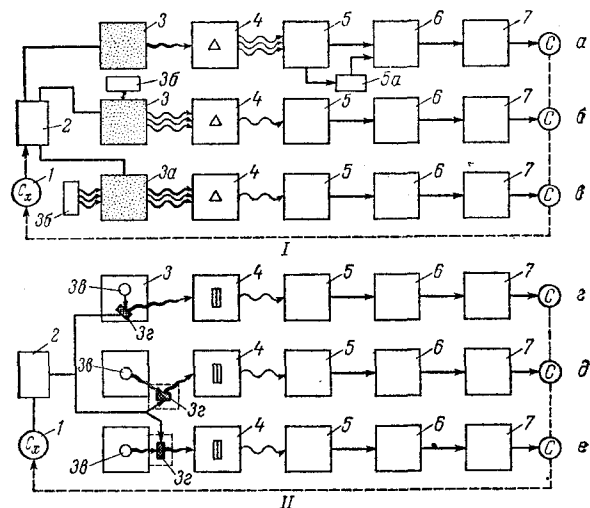 3 4 5 6 7
C а
3б 5а
3 4 5 6 7
2 C б
1 3а 4 5 6 7
Cx C в
3б
I
3в 3 4 5 6 7
C г
3г
2 3в 4 5 6 7
C д
3г
1 4 5 6 7
Cx C е
3в 3г
II